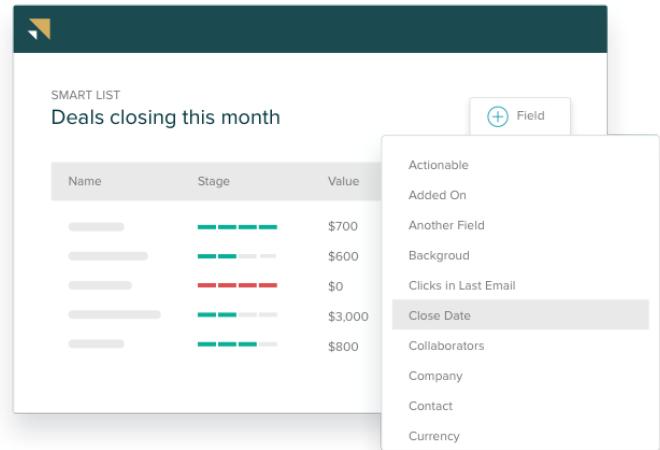 SMART LIST
Deals closing this month
Field
Name Stage Value
$700
$600
$0
$3,000
$800
Actionable
Added On
Another Field
Backgroud
Clicks in Last Email
Close Date
Collaborators
Company
Contact
Currency